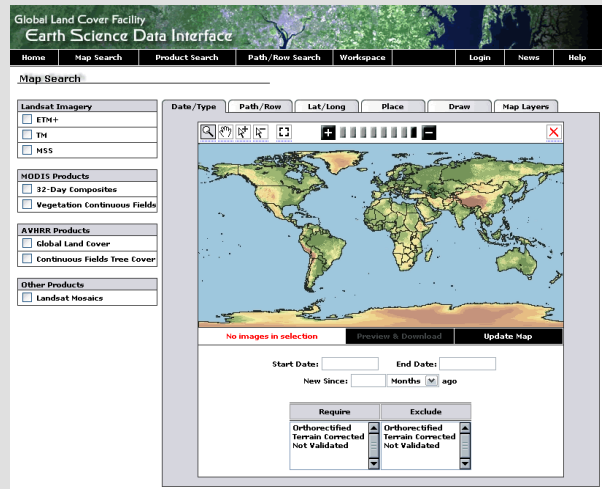 Global Land Cover Facility
Earth Science Data Interface
Home Map Search Product Search Path/Row Search Workspace Login News Help
Map Search
Landsat Imagery
ETM+
TM
MSS
MODIS Products
32-Day Composites
Vegetation Continuous Fields
AVHRR Products
Global Land Cover
Continuous Fields Tree Cover
Other Products
Landsat Mosaics
Date/Type Path/Row Lat/Long Place Draw Map Layers
No images in selection Preview & Download Update Map
Start Date: End Date:
New Since: Months ago
Require Exclude
Orthorectified Orthorectified
Terrain Corrected Terrain Corrected
Not Validated Not Validated